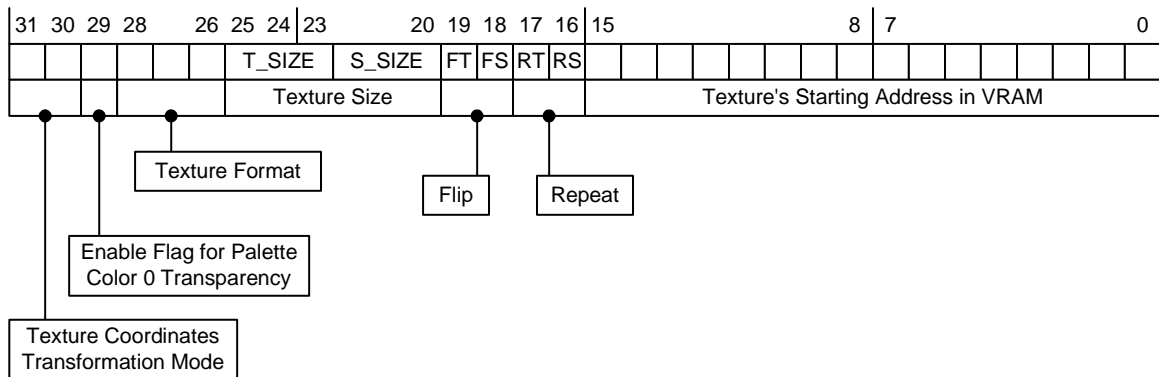 31 30 29 28 26 25 24 23 20 19 18 17 16 15 8 7 0
T_SIZE S_SIZE FT FS RT RS
Texture Size Texture's Starting Address in VRAM
Texture Format
Flip Repeat
Enable Flag for Palette
Color 0 Transparency
Texture Coordinates
Transformation Mode